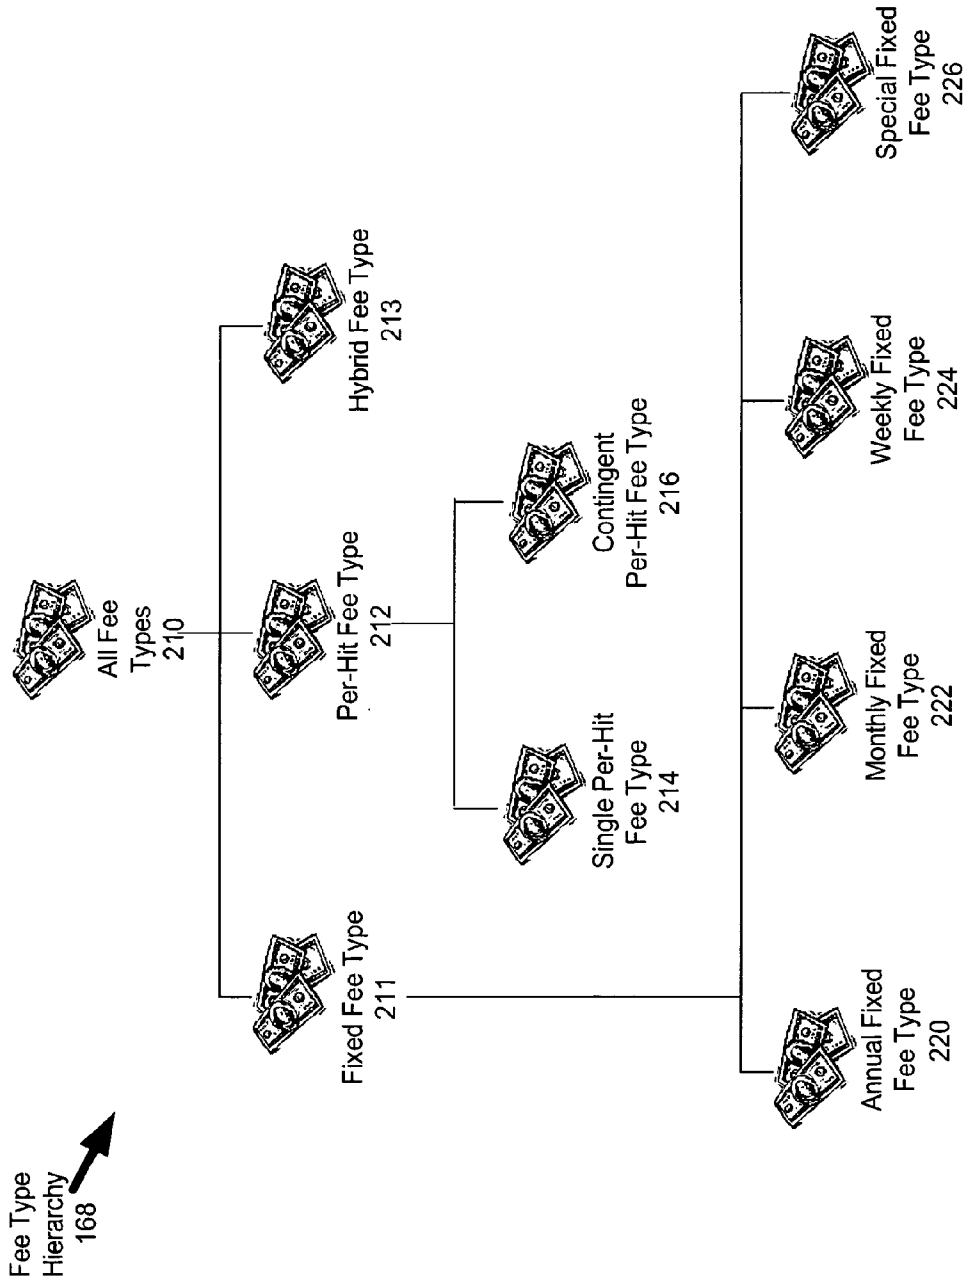 Fee Type
Hierarchy
168
All Fee
Types
210
Fixed Fee Type
211
Per-Hit Fee Type
212
Hybrid Fee Type
213
Single Per-Hit
Fee Type
214
Contingent
Per-Hit Fee Type
216
Annual Fixed
Fee Type
220
Monthly Fixed
Fee Type
222
Weekly Fixed
Fee Type
224
Special Fixed
Fee Type
226